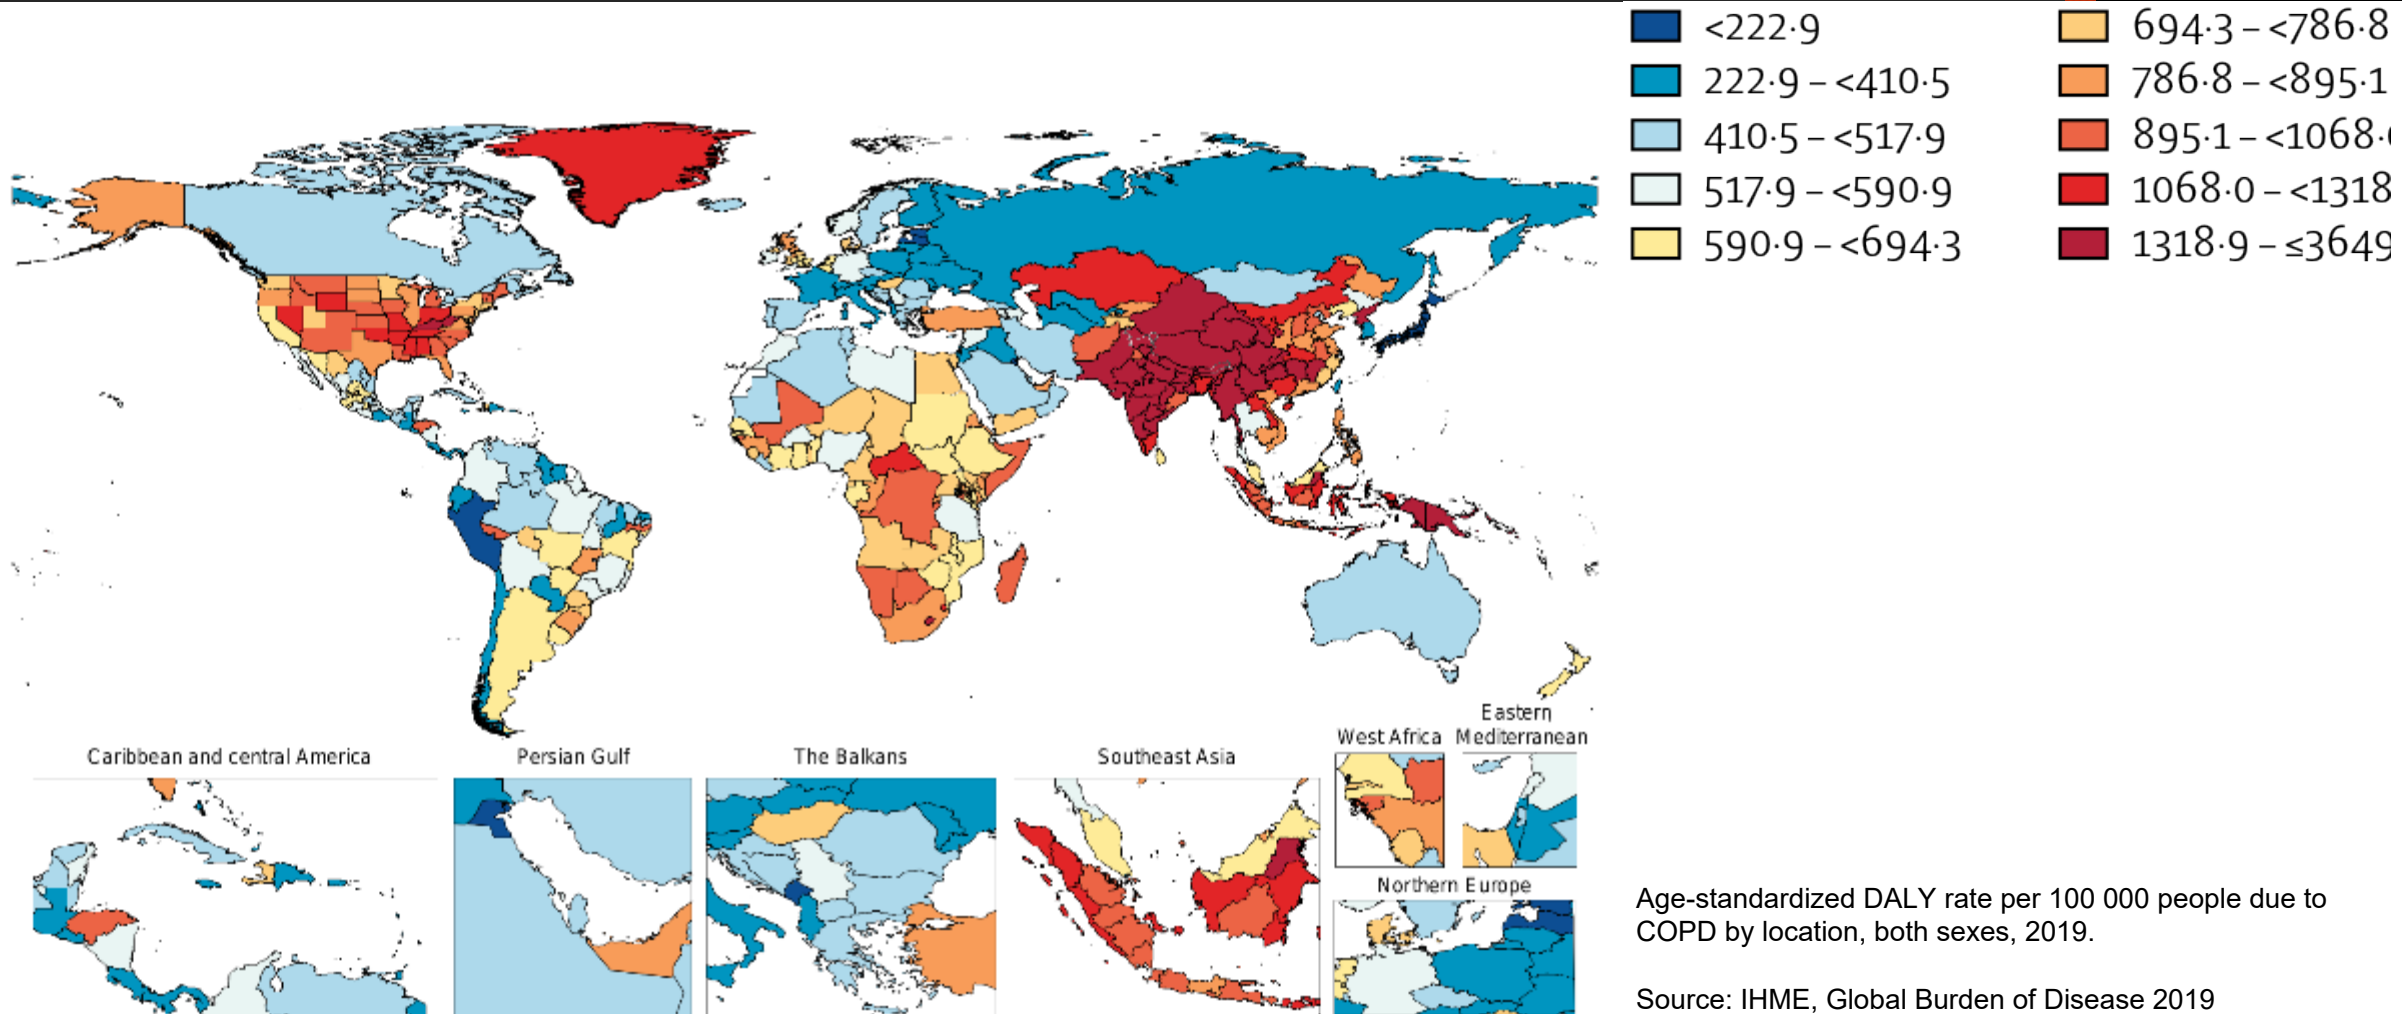 <222·9
222·9 – <410·5
410·5 – <517·9
517·9 – <590·9
590·9 – <694·3
694·3 – <786·8
786·8 – <895·1
895·1 – <1068·
1068·0 – <1318
1318·9 – ≤3649
Eastern
West Africa Mediterranean
Caribbean and central America
Persian Gulf
The Balkans
Southeast Asia
Northern Europe
Age-standardized DALY rate per 100 000 people due to
COPD by location, both sexes, 2019.
Source: IHME, Global Burden of Disease 2019